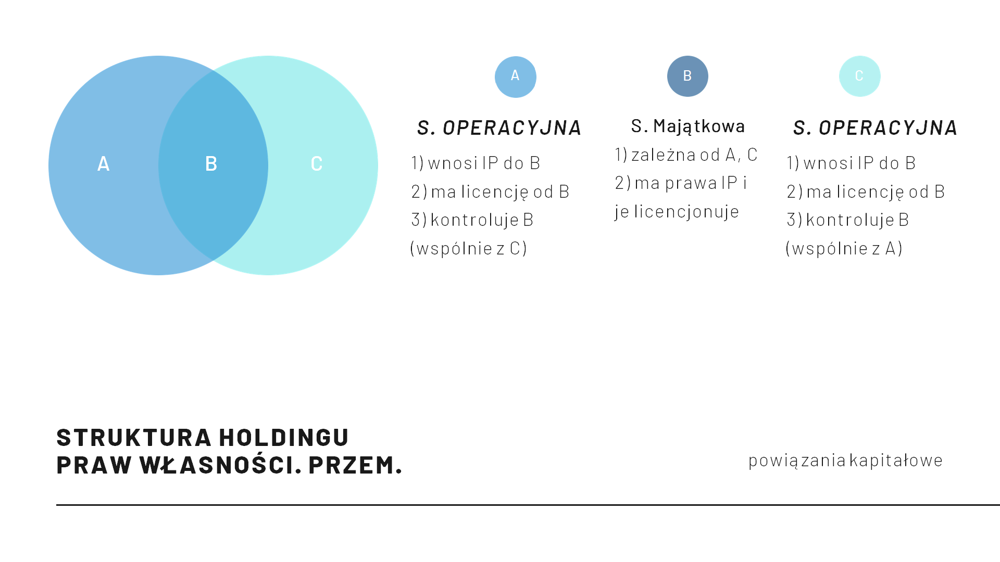 A
B
C
A
S. OPERACYJNA
1) wnosi IP do B
2) ma licencję od B
3) kontroluje B
(wspólnie z C)
B
S. Majątkowa
1) zależna od A, C
2) ma prawa IP i
je licencjonuje
C
S. OPERACYJNA
1) wnosi IP do B
2) ma licencję od B
3) kontroluje B
(wspólnie z A)
STRUKTURA HOLDINGU
PRAW WŁASNOŚCI. PRZEM.
powiązania kapitałowe